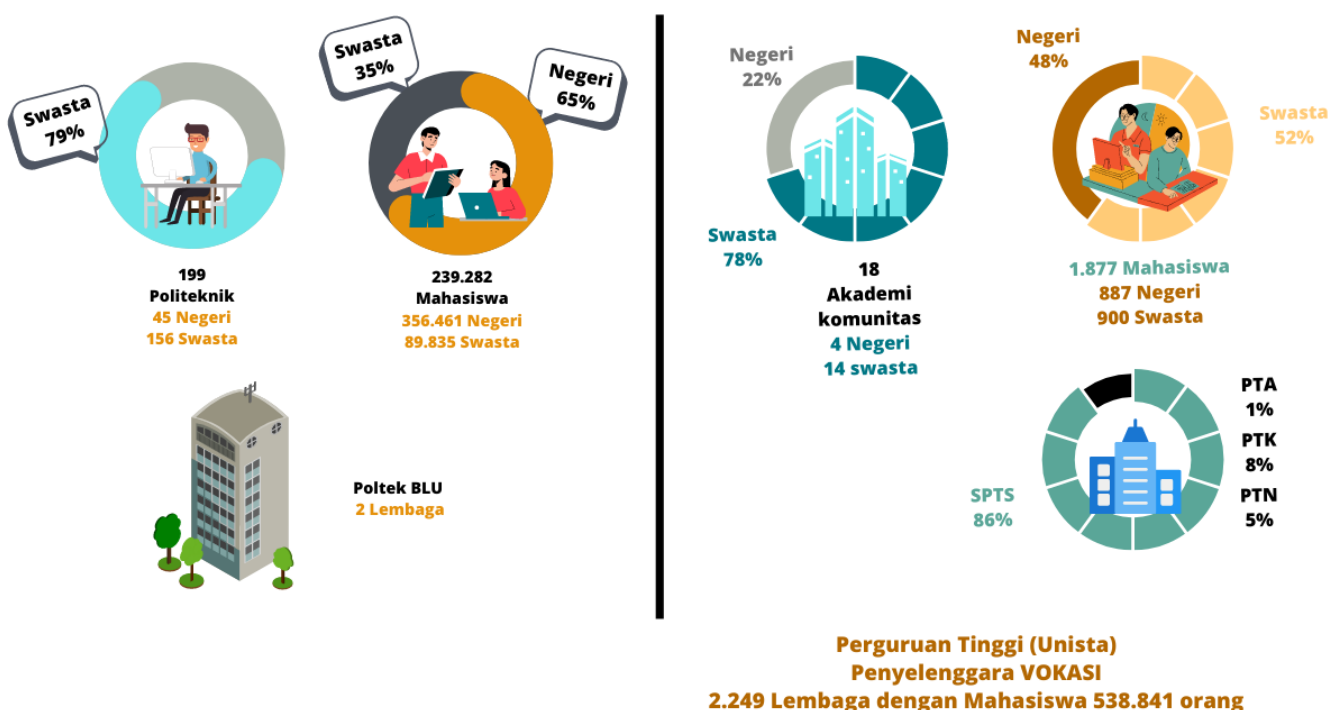 Swasta
79%
199
Politeknik
45 Negeri
156 Swasta
Swasta
35%
Negeri
65%
239.282
Mahasiswa
356.461 Negeri
89.835 Swasta
Poltek BLU
2 Lembaga
Negeri
22%
Swasta
78%
18
Akademi
komunitas
4 Negeri
14 swasta
Negeri
48%
Swasta
52%
1.877 Mahasiswa
887 Negeri
900 Swasta
SPTS
86%
PTA
1%
PTK
8%
PTN
5%
Perguruan Tinggi (Unista)
Penyelenggara VOKASI
2.249 Lembaga dengan Mahasiswa 538.841 orang